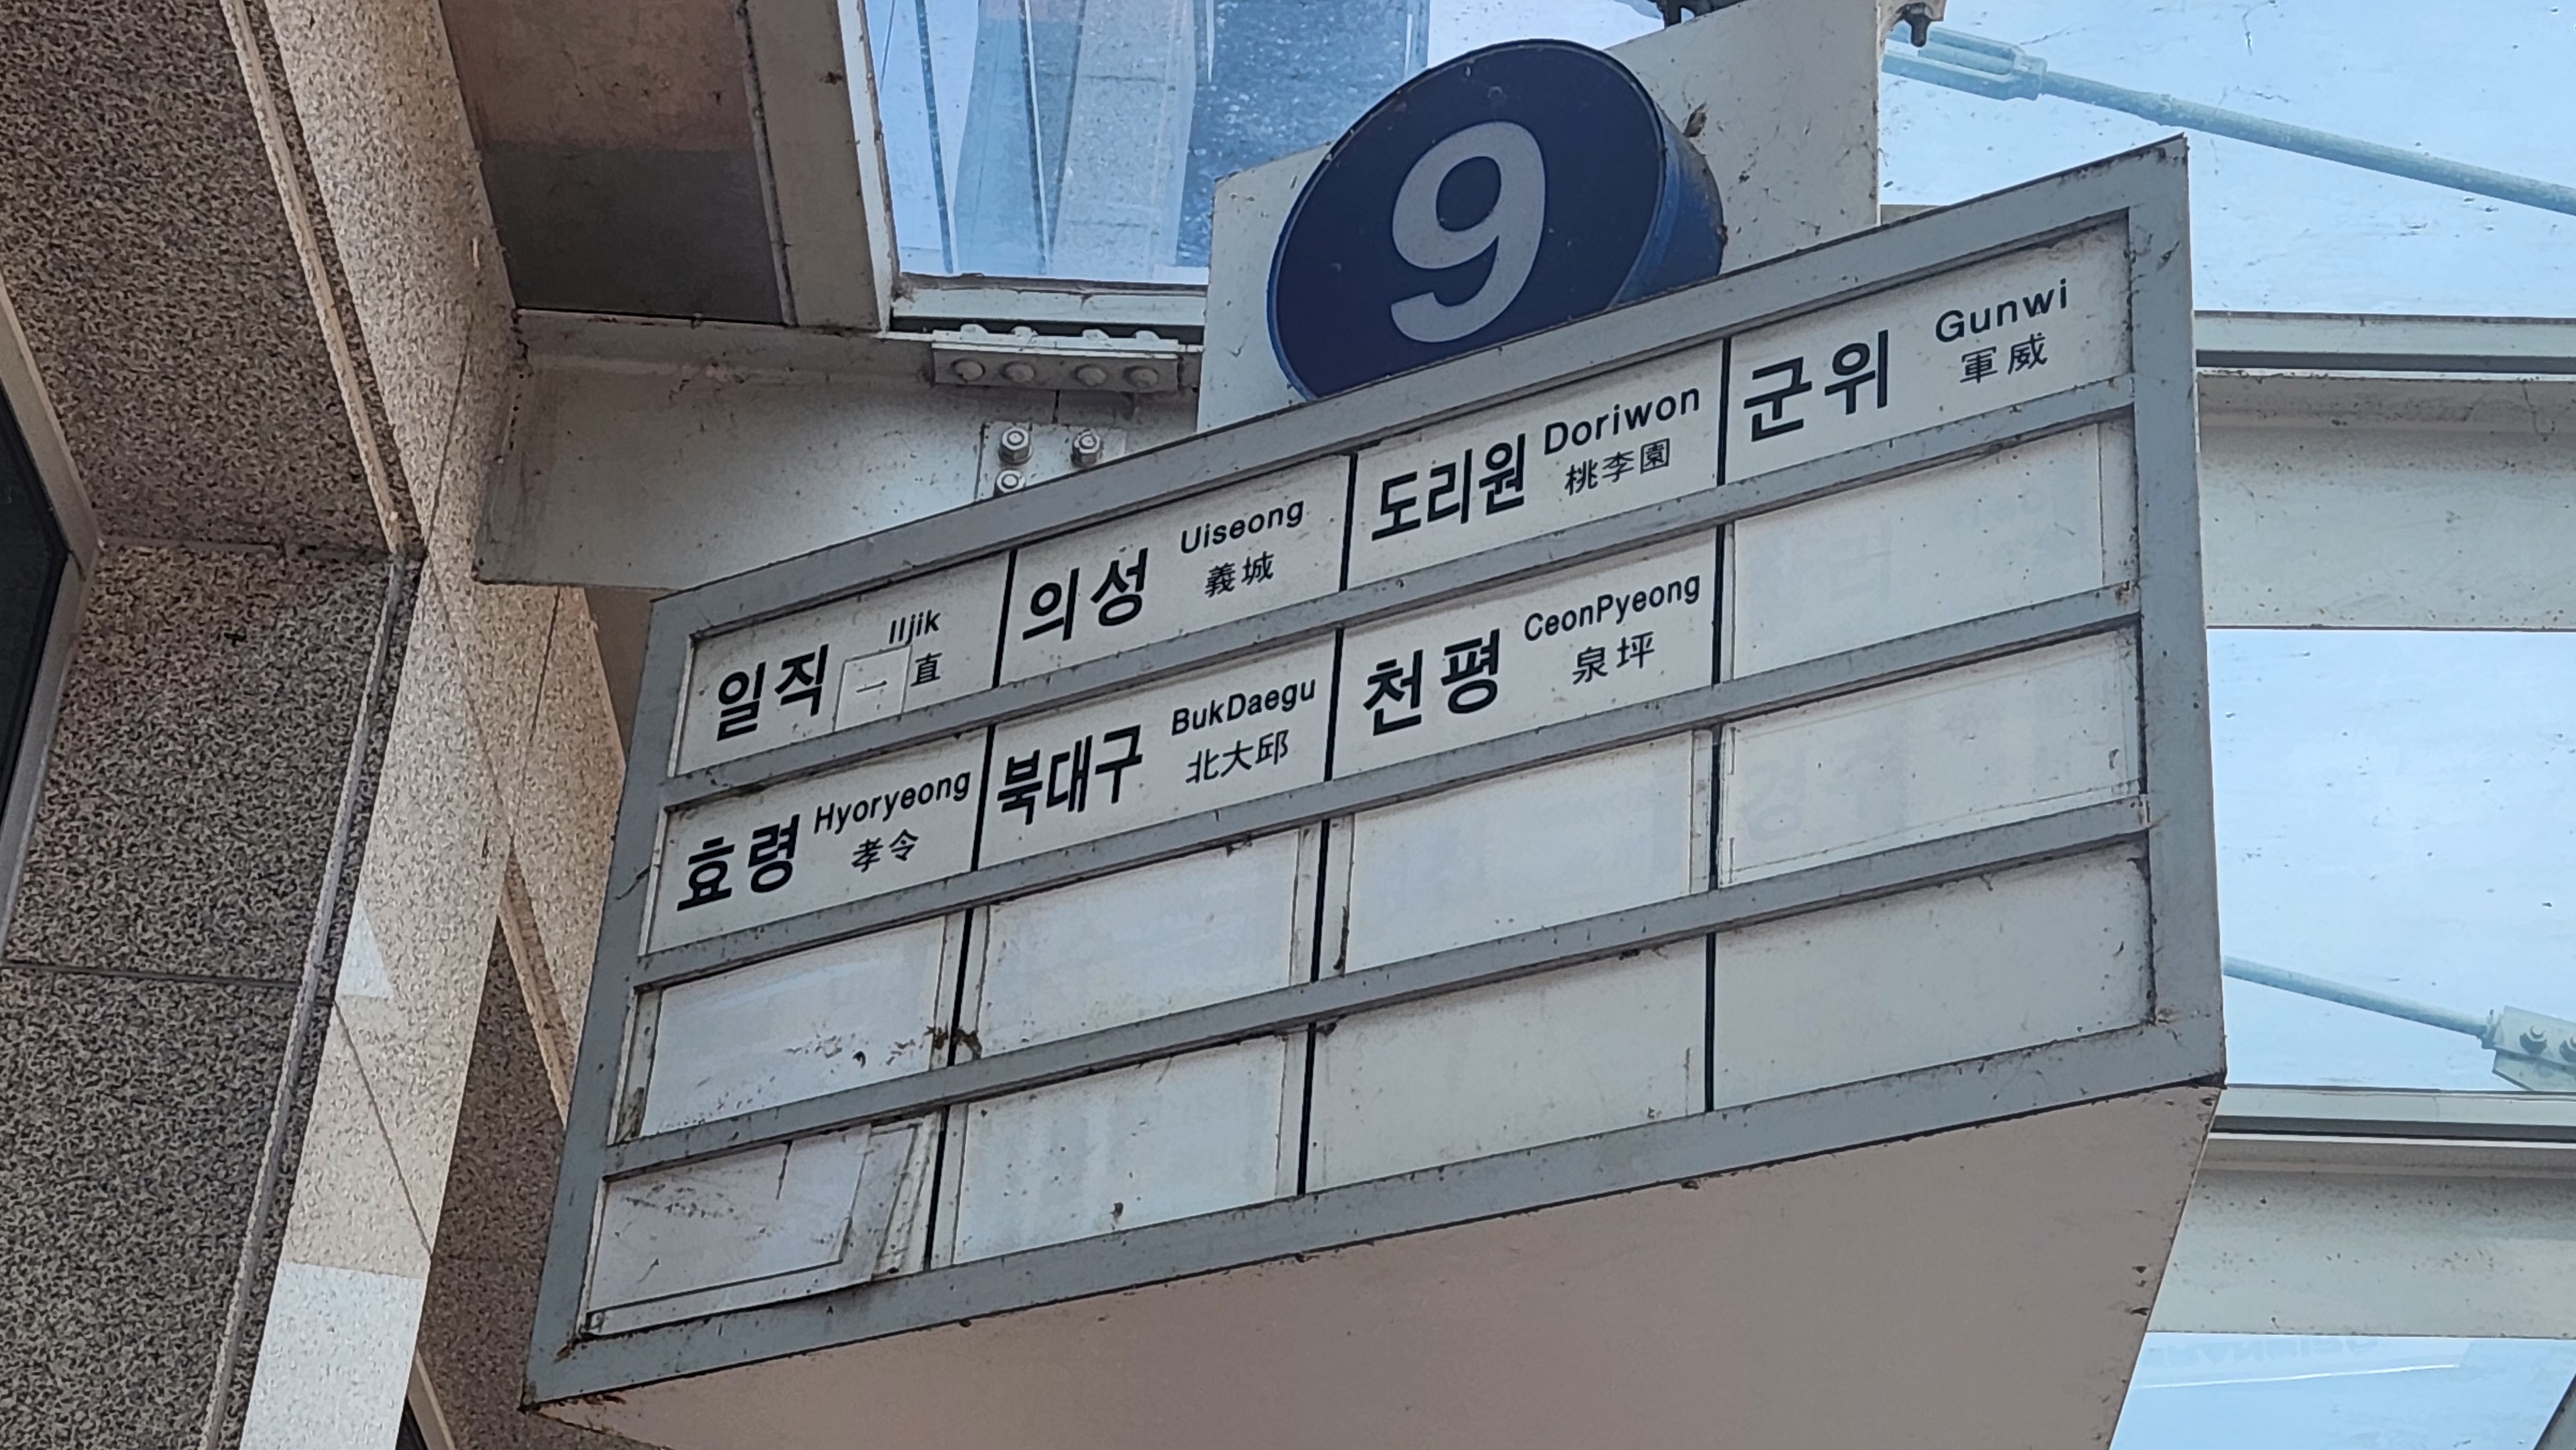 9
일직 Iljik 一直
의성 Uiseong 義城
도리원 Doriwon 桃李園
군위 Gunwi 軍威
효령 Hyoryeong 孝令
북대구 BukDaegu 北大邱
천평 CeonPyeong 泉坪